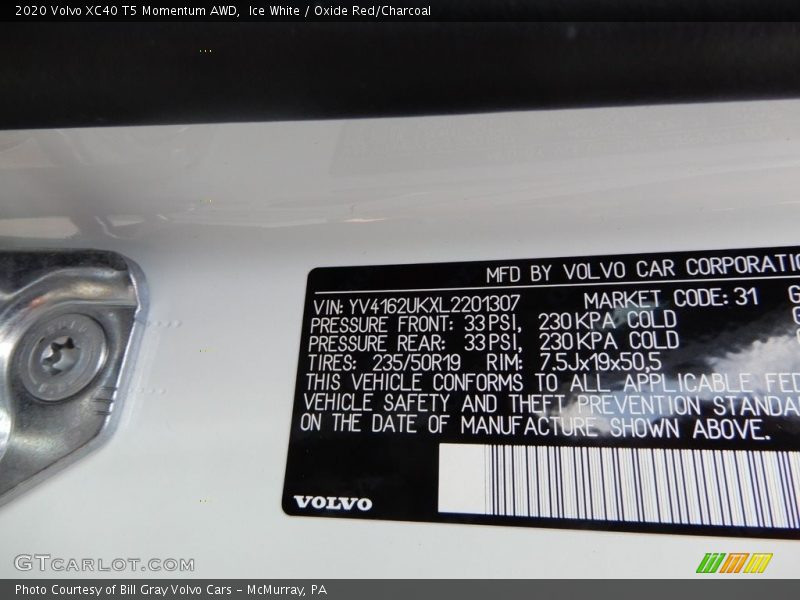 2020 Volvo XC40 T5 Momentum AWD, Ice White / Oxide Red/Charcoal
MFD BY VOLVO CAR
VIN: YV4162UKXL2201307 MARKET CODE: 31
PRESSURE FRONT: 33 PSI, 230 KPA COLD
PRESSURE REAR: 33 PSI, 230 KPA COLD
TIRES: 235/50R19 RIM: 7.5Jx19x50,5
THIS VEHICLE CONFORMS TO ALL APPLICABLE
VEHICLE SAFETY AND THEFT PREVENTION
ON THE DATE OF MANUFACTURE SHOWN ABOVE.
VOLVO
GTCARLOT.COM
Photo Courtesy of Bill Gray Volvo Cars – McMurray, PA